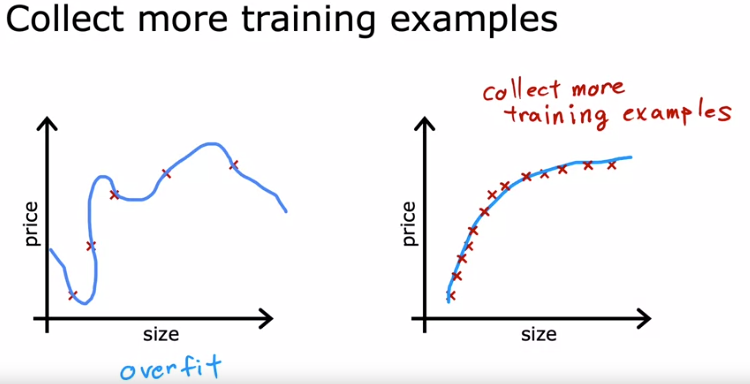 Collect more training examples
collect more
training examples
price
size
overfit
price
size